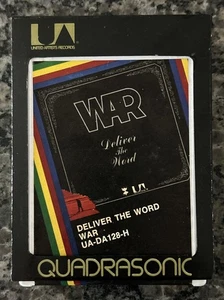 UA
UNITED ARTISTS RECORDS
WAR
Deliver
The
Word
UA
DELIVER THE WORD
WAR
UA-DA128-H
QUADRASONIC